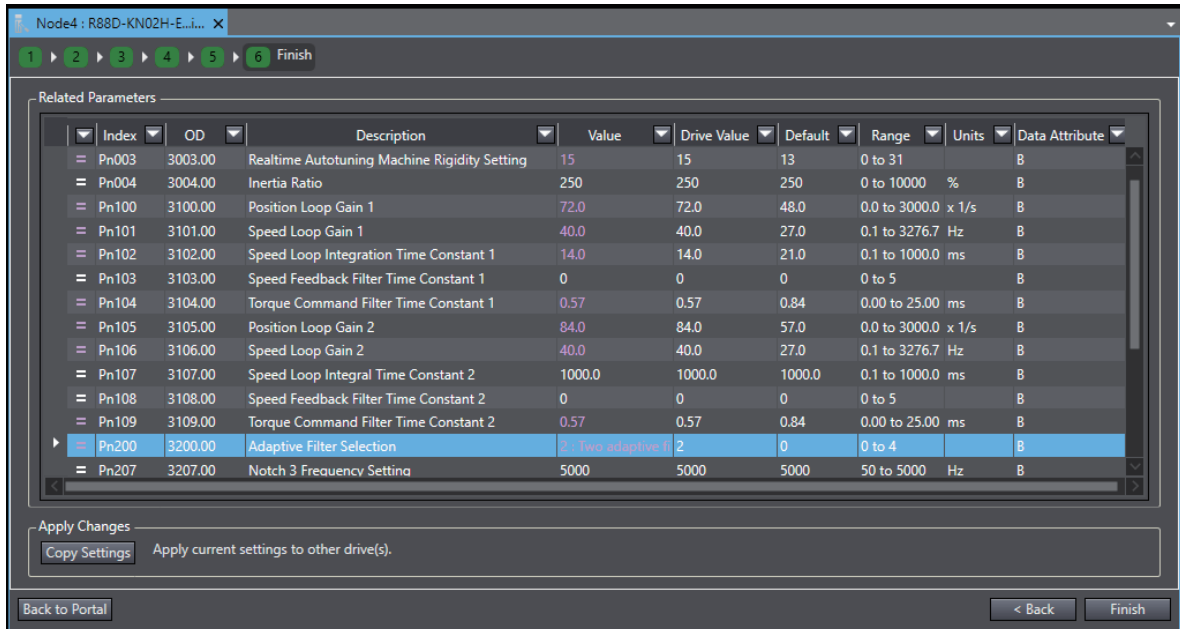 Node4 : R88D-KN02H-E...i... X
1 2 3 4 5 6 Finish
Related Parameters
Index OD Description Value Drive Value Default Range Units Data Attribute
= Pn003 3003.00 Realtime Autotuning Machine Rigidity Setting 15 15 13 0 to 31 B
= Pn004 3004.00 Inertia Ratio 250 250 250 0 to 10000 % B
= Pn100 3100.00 Position Loop Gain 1 72.0 72.0 48.0 0.0 to 3000.0 x 1/s B
= Pn101 3101.00 Speed Loop Gain 1 40.0 40.0 27.0 0.1 to 3276.7 Hz B
= Pn102 3102.00 Speed Loop Integration Time Constant 1 14.0 14.0 21.0 0.1 to 1000.0 ms B
= Pn103 3103.00 Speed Feedback Filter Time Constant 1 0 0 0 0 to 5 B
= Pn104 3104.00 Torque Command Filter Time Constant 1 0.57 0.57 0.84 0.00 to 25.00 ms B
= Pn105 3105.00 Position Loop Gain 2 84.0 84.0 57.0 0.0 to 3000.0 x 1/s B
= Pn106 3106.00 Speed Loop Gain 2 40.0 40.0 27.0 0.1 to 3276.7 Hz B
= Pn107 3107.00 Speed Loop Integral Time Constant 2 1000.0 1000.0 1000.0 0.1 to 1000.0 ms B
= Pn108 3108.00 Speed Feedback Filter Time Constant 2 0 0 0 0 to 5 B
= Pn109 3109.00 Torque Command Filter Time Constant 2 0.57 0.57 0.84 0.00 to 25.00 ms B
= Pn200 3200.00 Adaptive Filter Selection 2 : Two adaptive fi 2 0 0 to 4 B
= Pn207 3207.00 Notch 3 Frequency Setting 5000 5000 5000 50 to 5000 Hz B
Apply Changes
Copy Settings Apply current settings to other drive(s).
Back to Portal < Back Finish